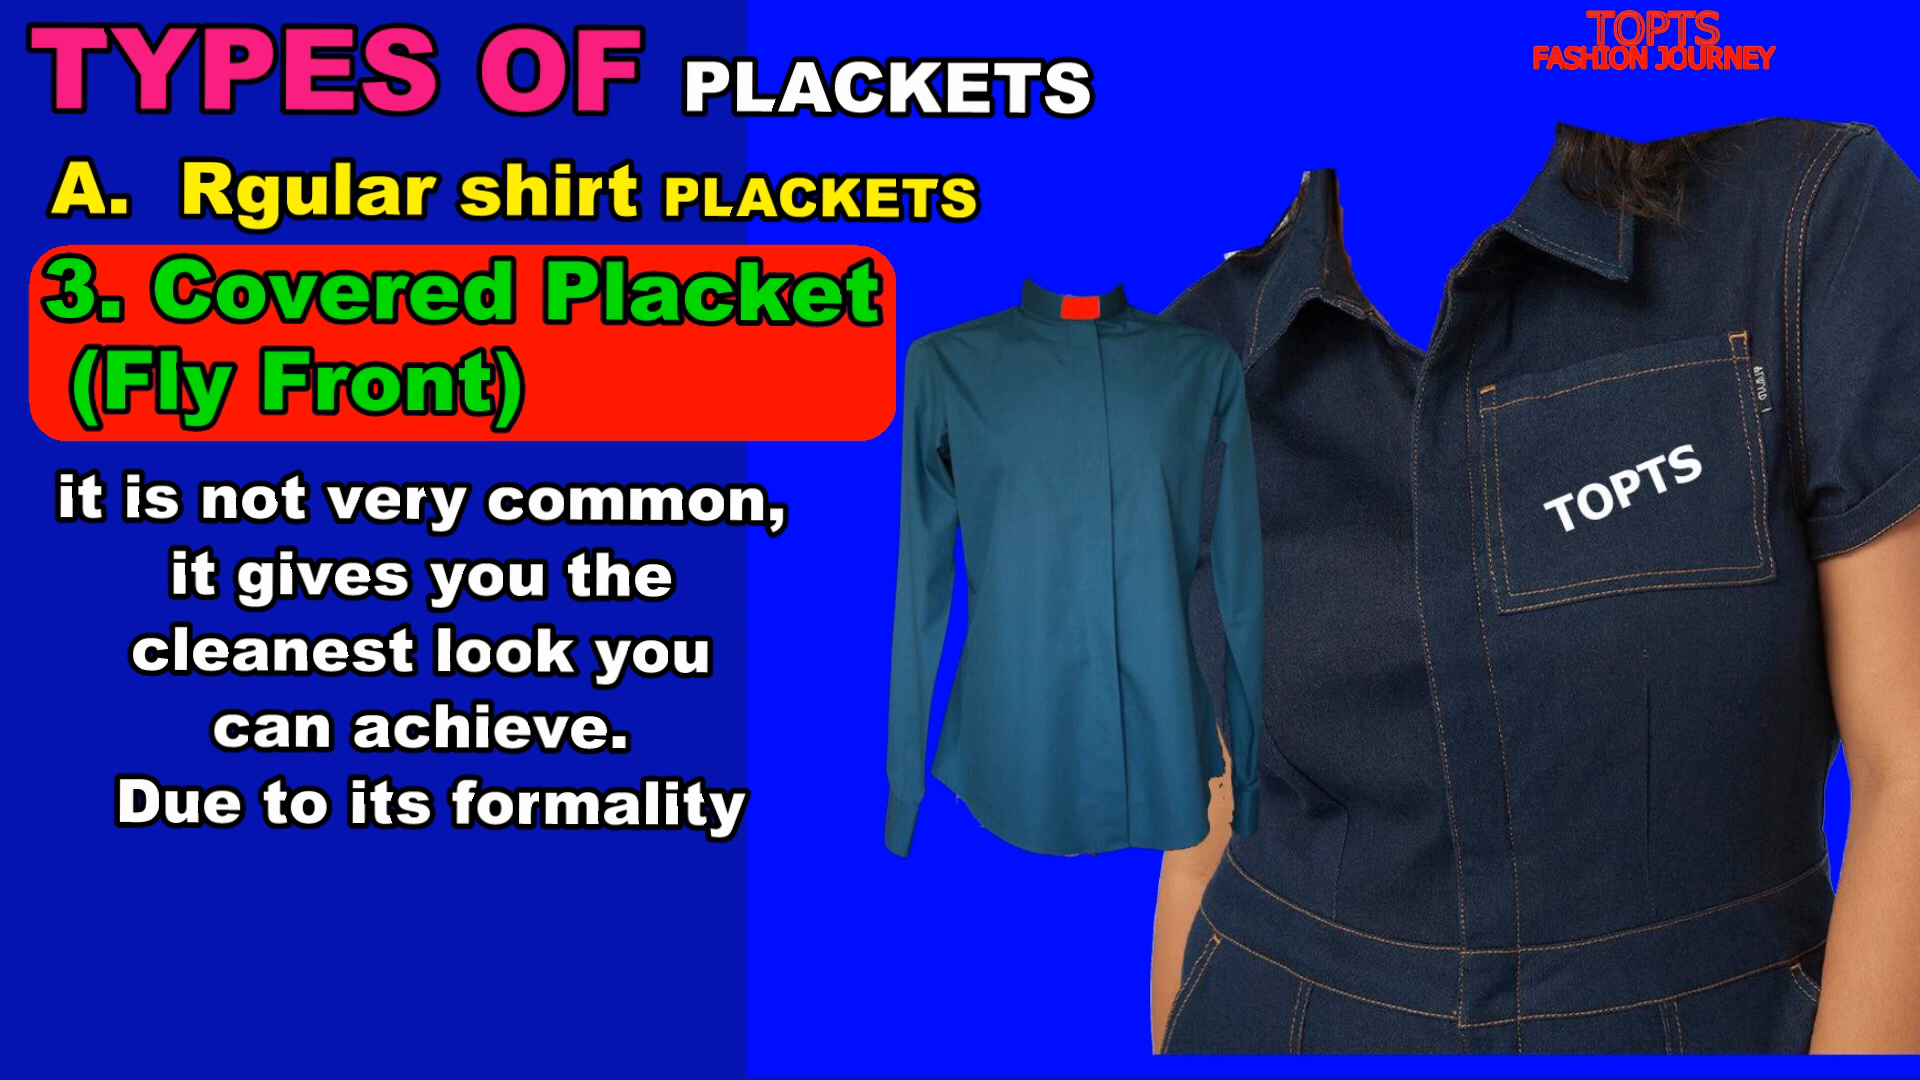 TYPES OF PLACKETS
TOPTS
FASHION JOURNEY
A. Rgular shirt PLACKETS
3. Covered Placket
(Fly Front)
it is not very common,
it gives you the
cleanest look you
can achieve.
Due to its formality
TOPTS